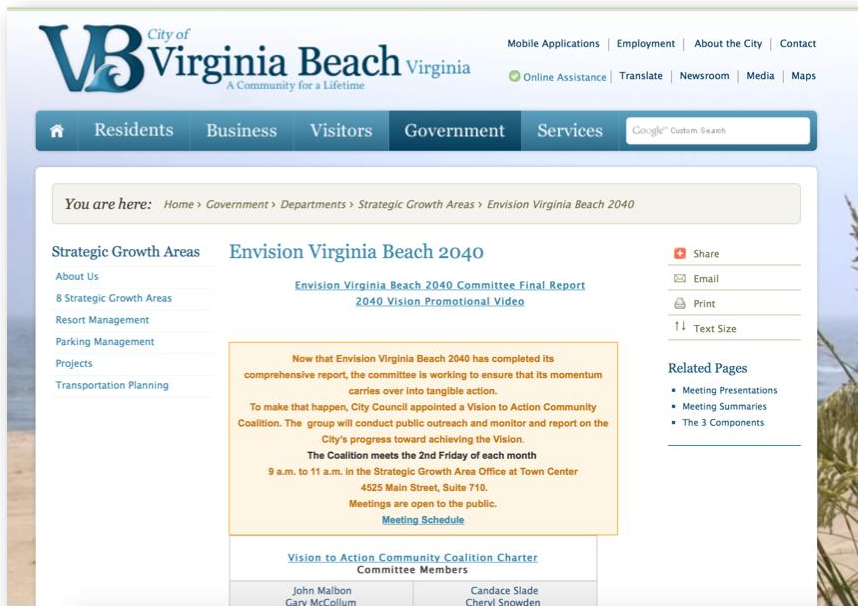 City of
VB Virginia Beach Virginia
A Community for a Lifetime
Mobile Applications | Employment | About the City | Contact
Online Assistance | Translate | Newsroom | Media | Maps
Residents Business Visitors Government Services Google™ Custom Search
You are here: Home › Government › Departments › Strategic Growth Areas › Envision Virginia Beach 2040
Strategic Growth Areas
About Us
8 Strategic Growth Areas
Resort Management
Parking Management
Projects
Transportation Planning
Envision Virginia Beach 2040
Envision Virginia Beach 2040 Committee Final Report
2040 Vision Promotional Video
Now that Envision Virginia Beach 2040 has completed its
comprehensive report, the committee is working to ensure that its momentum
carries over into tangible action.
To make that happen, City Council appointed a Vision to Action Community
Coalition. The group will conduct public outreach and monitor and report on the
City's progress toward achieving the Vision.
The Coalition meets the 2nd Friday of each month
9 a.m. to 11 a.m. in the Strategic Growth Area Office at Town Center
4525 Main Street, Suite 710.
Meetings are open to the public.
Meeting Schedule
Vision to Action Community Coalition Charter
Committee Members
John Malbon Candace Slade
Gary McCollum Cheryl Snowden
Share
Email
Print
Text Size
Related Pages
Meeting Presentations
Meeting Summaries
The 3 Components